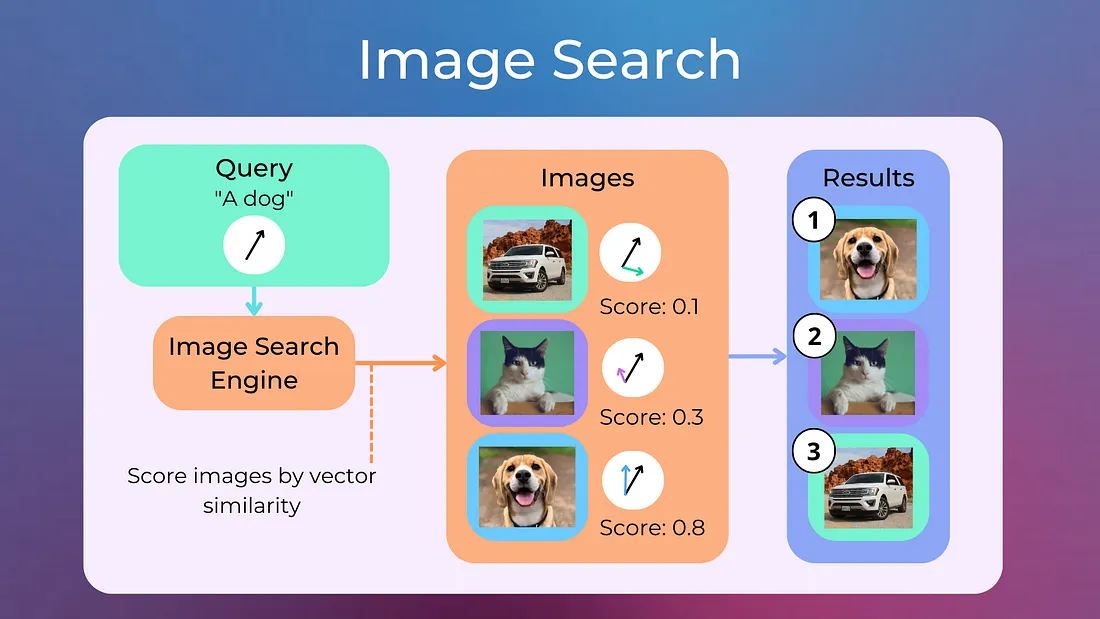 Image Search
Query
"A dog"
Image Search
Engine
Score images by vector
similarity
Images
Score: 0.1
Score: 0.3
Score: 0.8
Results
1
2
3